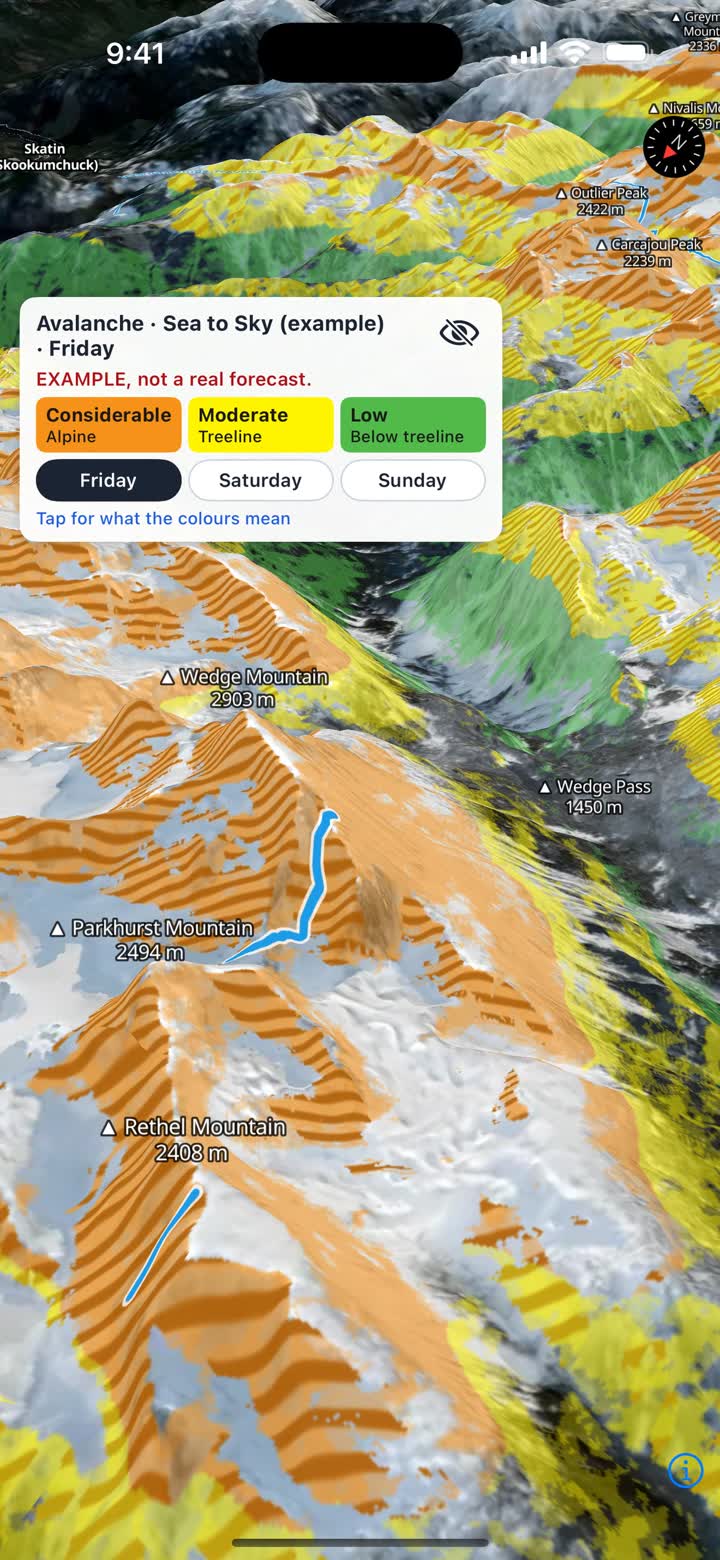 9:41
Greym
Mount
2336
Nivalis M
659 m
Skatin
Skookumchuck)
Outlier Peak
2422 m
Carcajou Peak
2239 m
Avalanche · Sea to Sky (example)
· Friday
EXAMPLE, not a real forecast.
Considerable
Alpine
Moderate
Treeline
Low
Below treeline
Friday
Saturday
Sunday
Tap for what the colours mean
Wedge Mountain
2903 m
Wedge Pass
1450 m
Parkhurst Mountain
2494 m
Rethel Mountain
2408 m